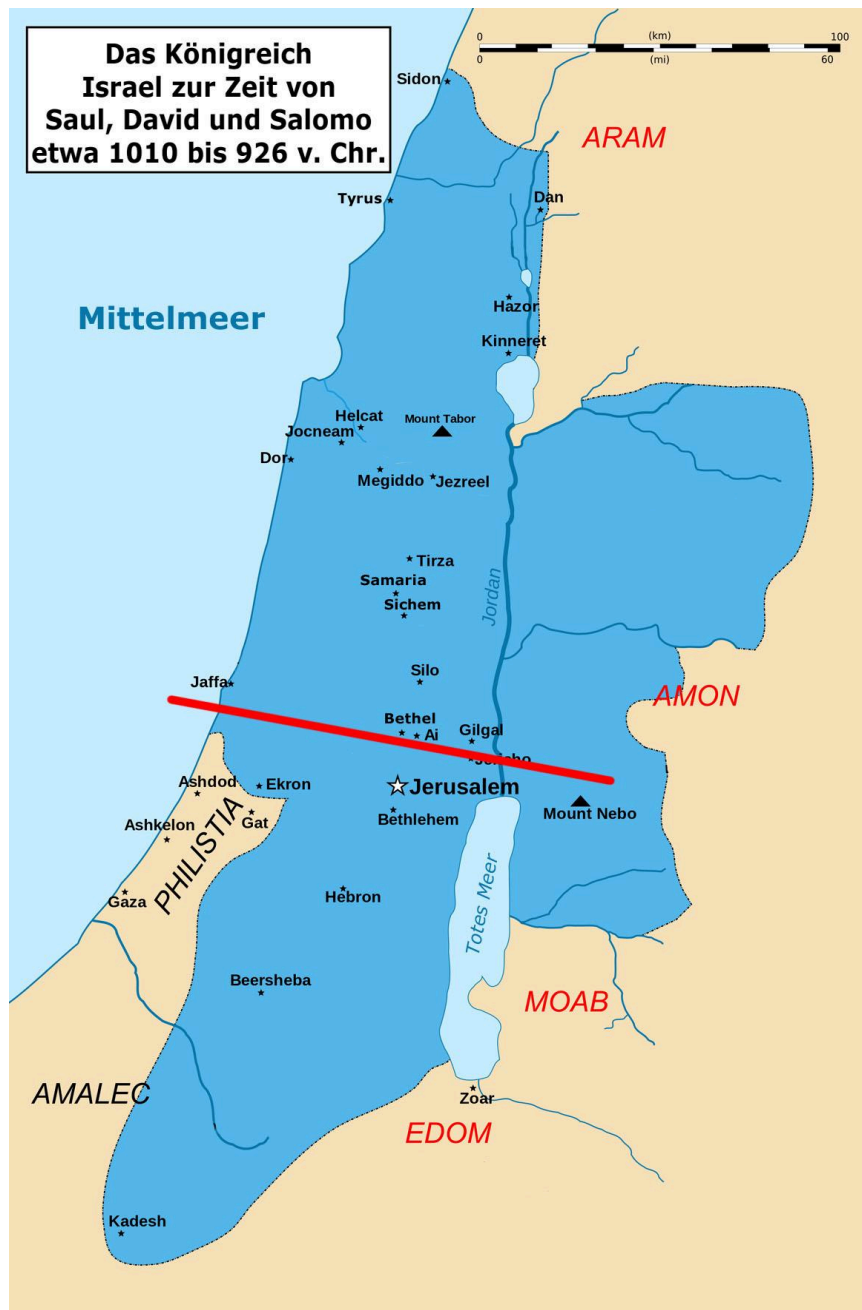 Das Königreich
Israel zur Zeit von
Saul, David und Salomo
etwa 1010 bis 926 v. Chr.
0 (km) 100
0 (mi) 60
Sidon
ARAM
Tyrus
Dan
Mittelmeer
Hazor
Kinneret
Helcat
Mount Tabor
Jocneam
Dor
Megiddo
Jezreel
Tirza
Samaria
Jordan
Sichem
Silo
Jaffa
AMON
Bethel
Ai
Gilgal
Jericho
Ashdod
Ekron
Jerusalem
Mount Nebo
Bethlehem
Gat
Ashkelon
PHILISTIA
Hebron
Gaza
Totes Meer
Beersheba
MOAB
AMALEC
Zoar
EDOM
Kadesh